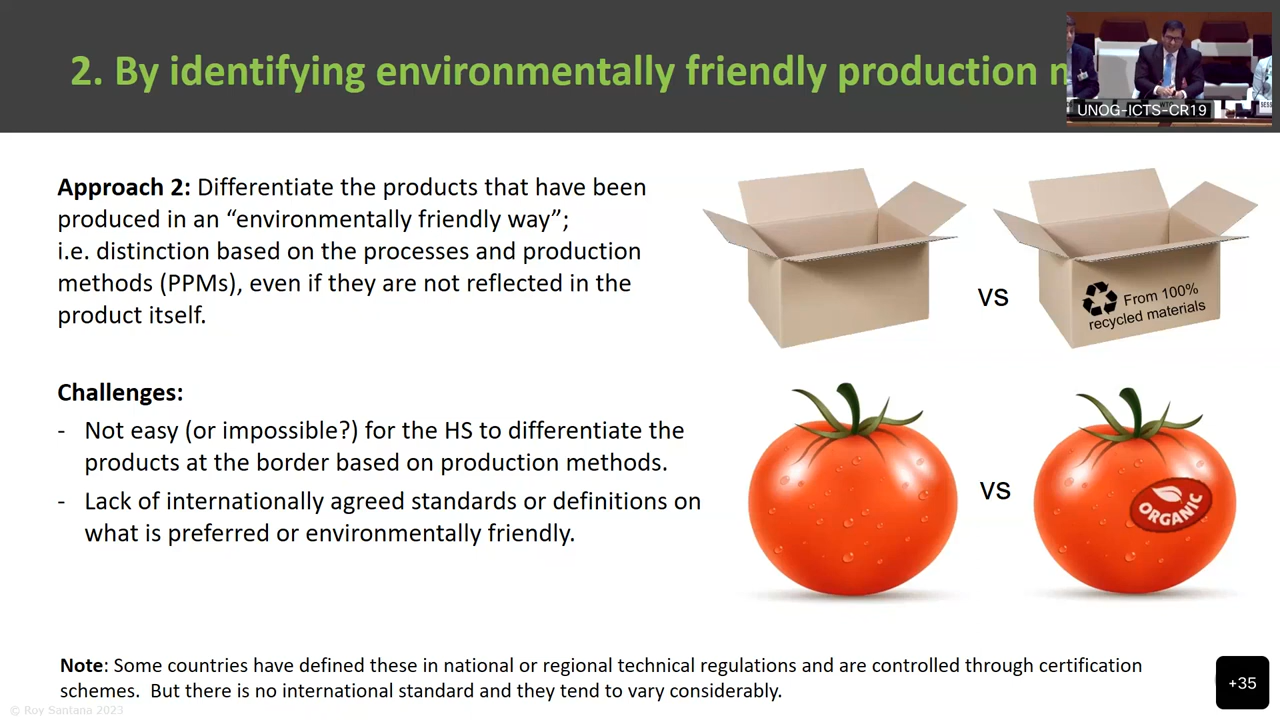 2. By identifying environmentally friendly production
UNOG-ICTS-CR19
Approach 2: Differentiate the products that have been
produced in an “environmentally friendly way”;
i.e. distinction based on the processes and production
methods (PPMs), even if they are not reflected in the
product itself.
vs
From 100%
recycled materials
Challenges:
- Not easy (or impossible?) for the HS to differentiate the
products at the border based on production methods.
- Lack of internationally agreed standards or definitions on
what is preferred or environmentally friendly.
vs
ORGANIC
Note: Some countries have defined these in national or regional technical regulations and are controlled through certification
schemes. But there is no international standard and they tend to vary considerably.
+35
© Roy Santana 2023